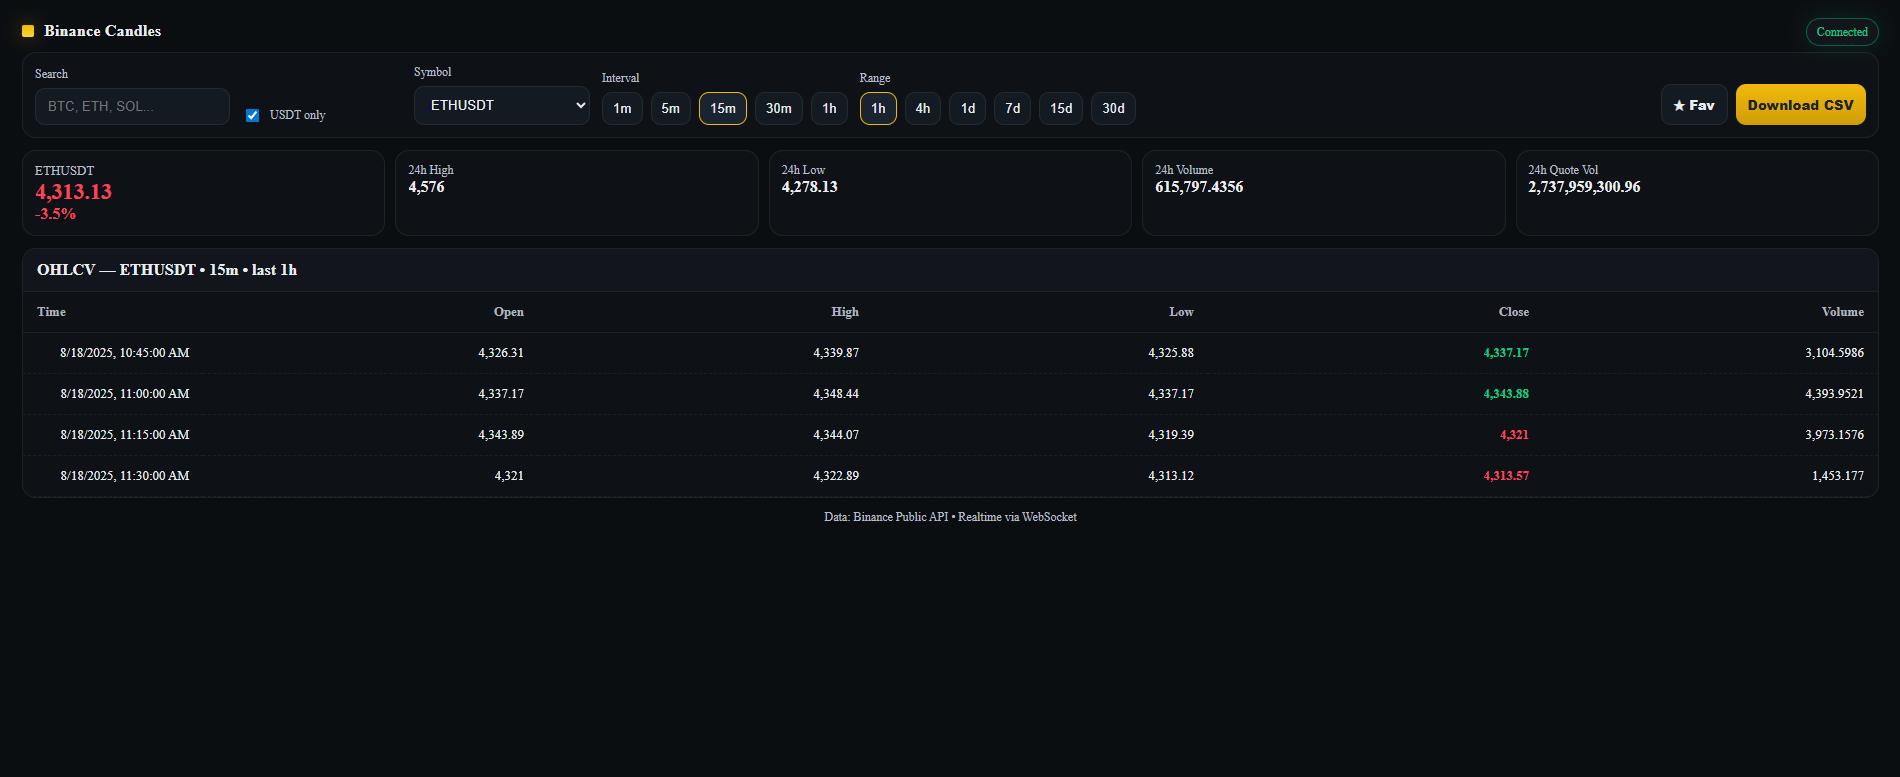 Binance Candles
Connected
Search
BTC, ETH, SOL...
USDT only
Symbol
ETHUSDT
Interval
1m 5m 15m 30m 1h
Range
1h 4h 1d 7d 15d 30d
★ Fav
Download CSV
ETHUSDT
4,313.13
-3.5%
24h High
4,576
24h Low
4,278.13
24h Volume
615,797.4356
24h Quote Vol
2,737,959,300.96
OHLCV — ETHUSDT • 15m • last 1h
Time Open High Low Close Volume
8/18/2025, 10:45:00 AM 4,326.31 4,339.87 4,325.88 4,337.17 3,104.5986
8/18/2025, 11:00:00 AM 4,337.17 4,348.44 4,337.17 4,343.88 4,393.9521
8/18/2025, 11:15:00 AM 4,343.89 4,344.07 4,319.39 4,321 3,973.1576
8/18/2025, 11:30:00 AM 4,321 4,322.89 4,313.12 4,313.57 1,453.177
Data: Binance Public API • Realtime via WebSocket